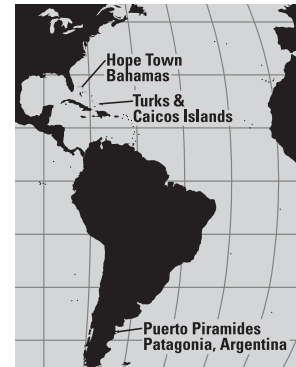 Hope Town
Bahamas
Turks &
Caicos Islands
Puerto Piramides
Patagonia, Argentina